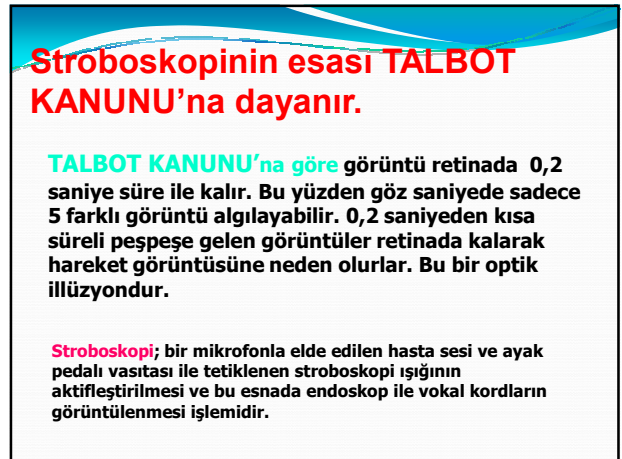 Stroboskopinin esası TALBOT
KANUNU’na dayanır.
TALBOT KANUNU’na göre görüntü retinada 0,2
saniye süre ile kalır. Bu yüzden göz saniyede sadece
5 farklı görüntü algılayabilir. 0,2 saniyeden kısa
süreli peşpeşe gelen görüntüler retinada kalarak
hareket görüntüsüne neden olurlar. Bu bir optik
illüzyondur.
Stroboskopi; bir mikrofonla elde edilen hasta sesi ve ayak
pedalı vasıtası ile tetiklenen stroboskopi ışığının
aktifleştirilmesi ve bu esnada endoskop ile vokal kordların
görüntülenmesi işlemidir.